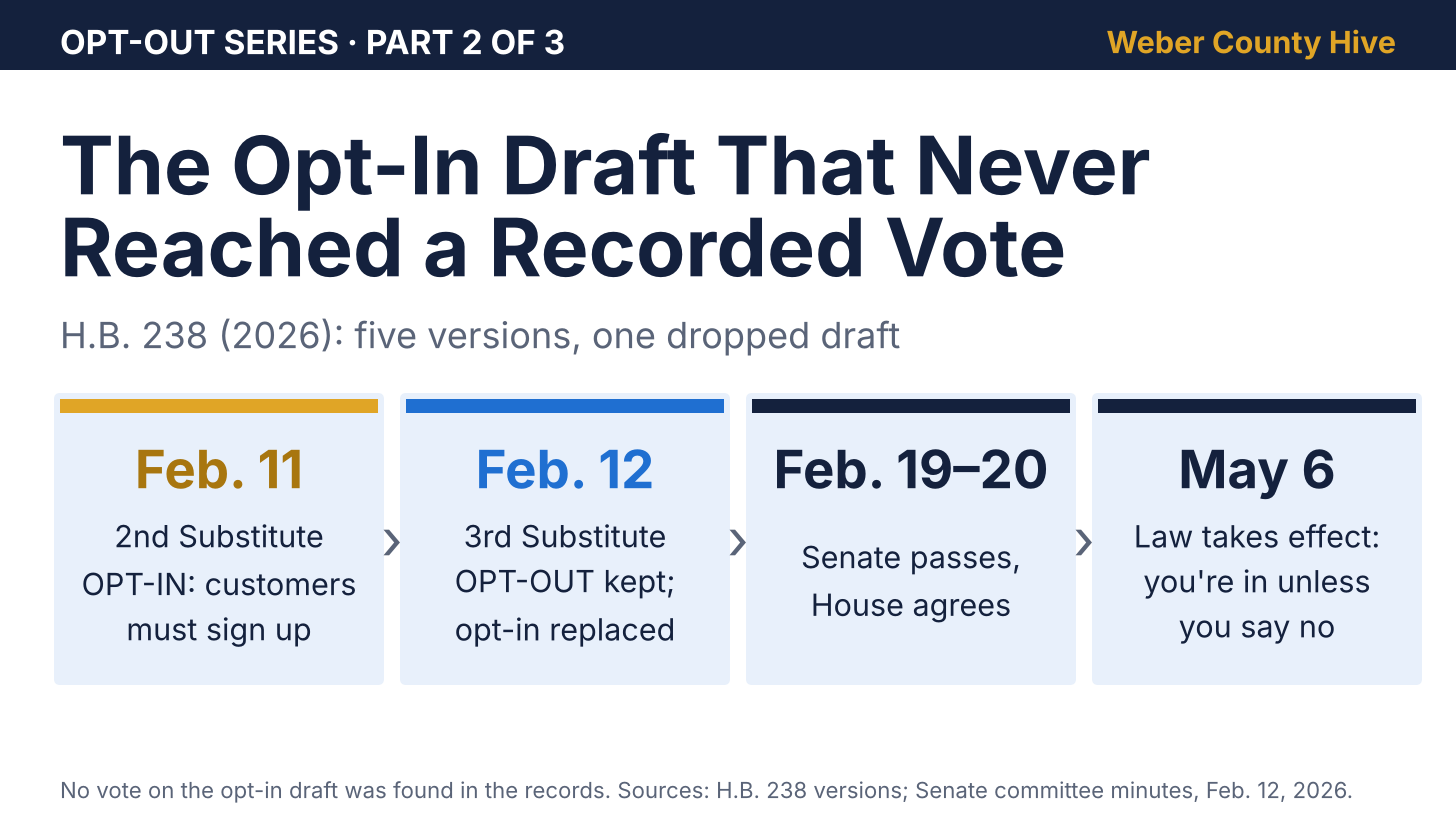 OPT-OUT SERIES · PART 2 OF 3
Weber County Hive
The Opt-In Draft That Never
Reached a Recorded Vote
H.B. 238 (2026): five versions, one dropped draft
Feb. 11
2nd Substitute
OPT-IN: customers
must sign up
›
Feb. 12
3rd Substitute
OPT-OUT kept;
opt-in replaced
›
Feb. 19–20
Senate passes,
House agrees
›
May 6
Law takes effect:
you're in unless
you say no
No vote on the opt-in draft was found in the records. Sources: H.B. 238 versions; Senate committee minutes, Feb. 12, 2026.